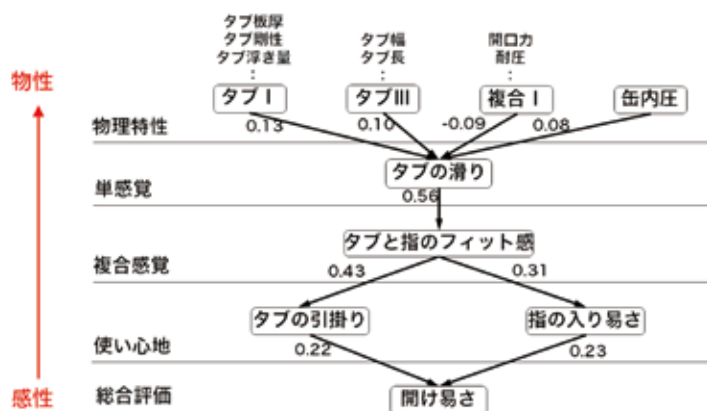 タブ板厚
タブ剛性
タブ浮き量
:
タブ幅
タブ長
:
開口力
耐圧
:
物性
タブⅠ
タブⅢ
複合Ⅰ
缶内圧
物理特性
0.13
0.10
-0.09
0.08
タブの滑り
単感覚
0.56
タブと指のフィット感
複合感覚
0.43
0.31
タブの引掛り
指の入り易さ
使い心地
0.22
0.23
感性
総合評価
開け易さ